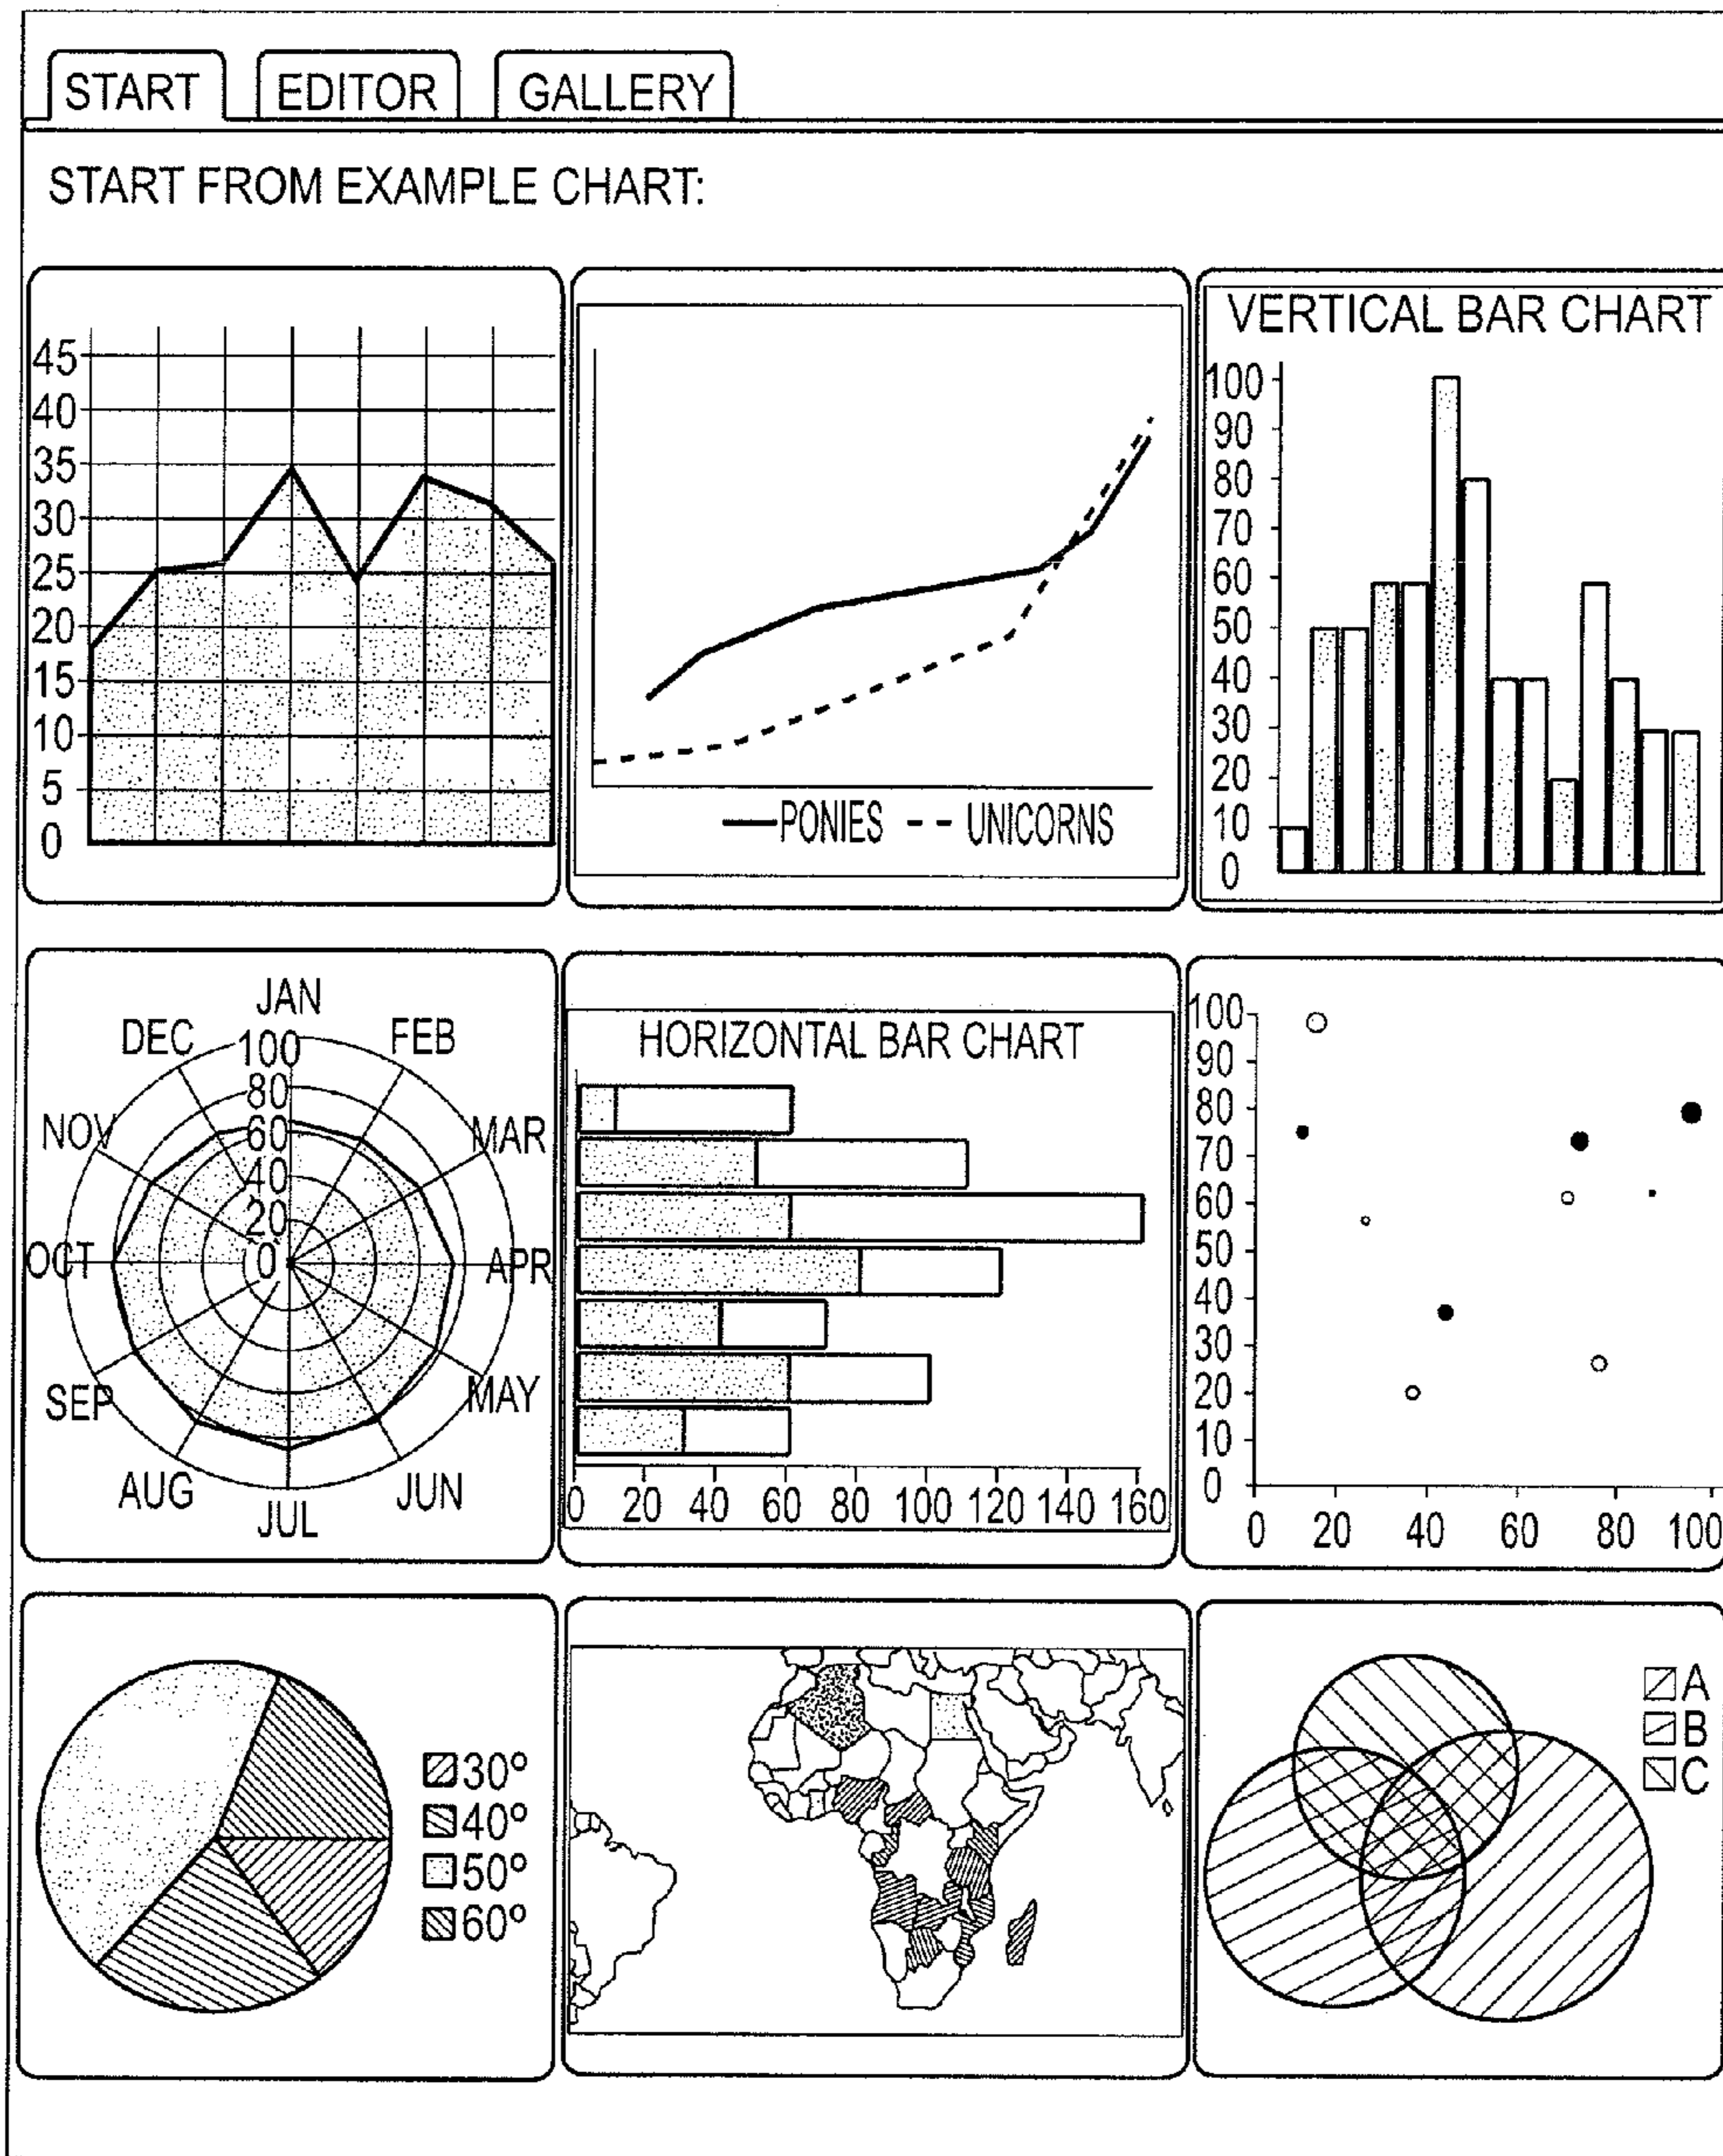 START EDITOR GALLERY
START FROM EXAMPLE CHART:
45
40
35
30
25
20
15
10
5
0
PONIES UNICORNS
VERTICAL BAR CHART
100
90
80
70
60
50
40
30
20
10
0
JAN
FEB
MAR
APR
MAY
JUN
JUL
AUG
SEP
OCT
NOV
DEC
100
80
60
40
20
0
HORIZONTAL BAR CHART
0 20 40 60 80 100 120 140 160
100
90
80
70
60
50
40
30
20
10
0
0 20 40 60 80 100
30º
40º
50º
60º
A
B
C